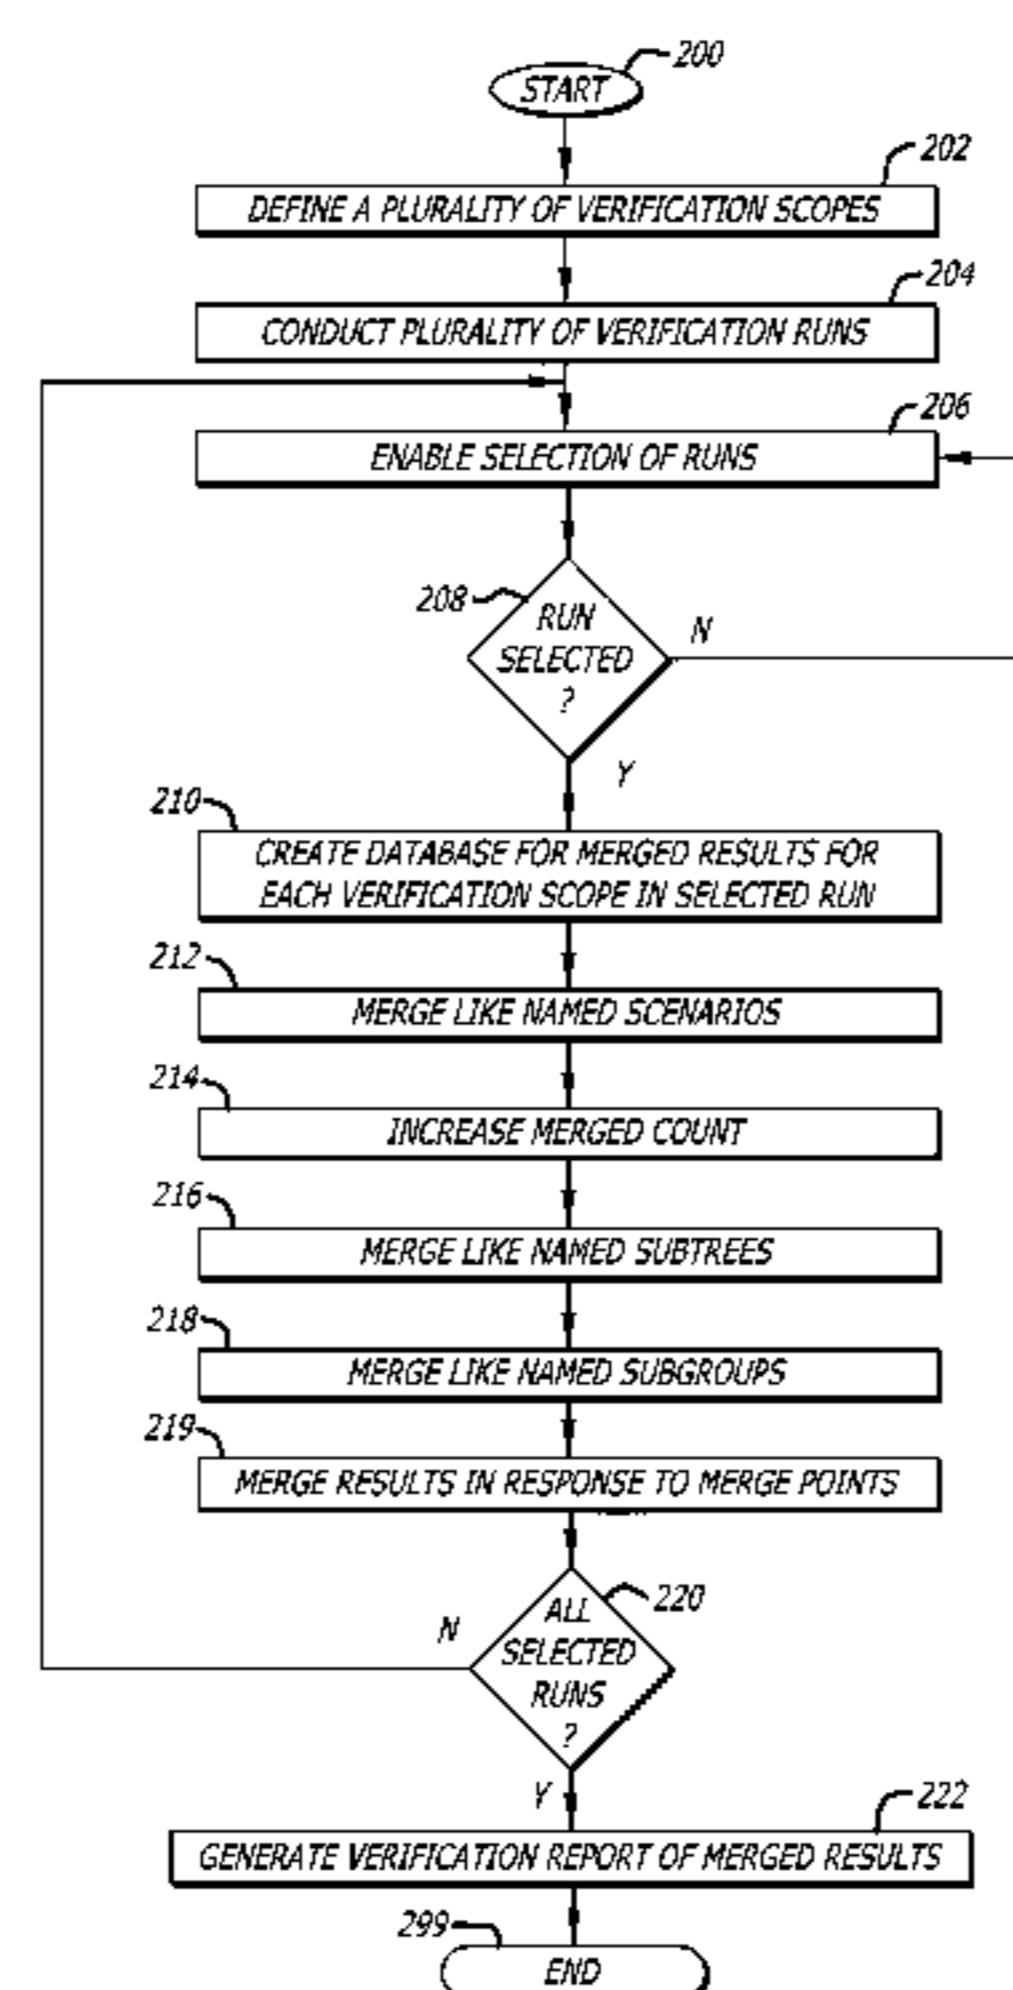 200
START
202
DEFINE A PLURALITY OF VERIFICATION SCOPES
204
CONDUCT PLURALITY OF VERIFICATION RUNS
206
ENABLE SELECTION OF RUNS
208
RUN
SELECTED
?
N
Y
210
CREATE DATABASE FOR MERGED RESULTS FOR
EACH VERIFICATION SCOPE IN SELECTED RUN
212
MERGE LIKE NAMED SCENARIOS
214
INCREASE MERGED COUNT
216
MERGE LIKE NAMED SUBTREES
218
MERGE LIKE NAMED SUBGROUPS
219
MERGE RESULTS IN RESPONSE TO MERGE POINTS
220
ALL
SELECTED
RUNS
?
N
Y
222
GENERATE VERIFICATION REPORT OF MERGED RESULTS
299
END